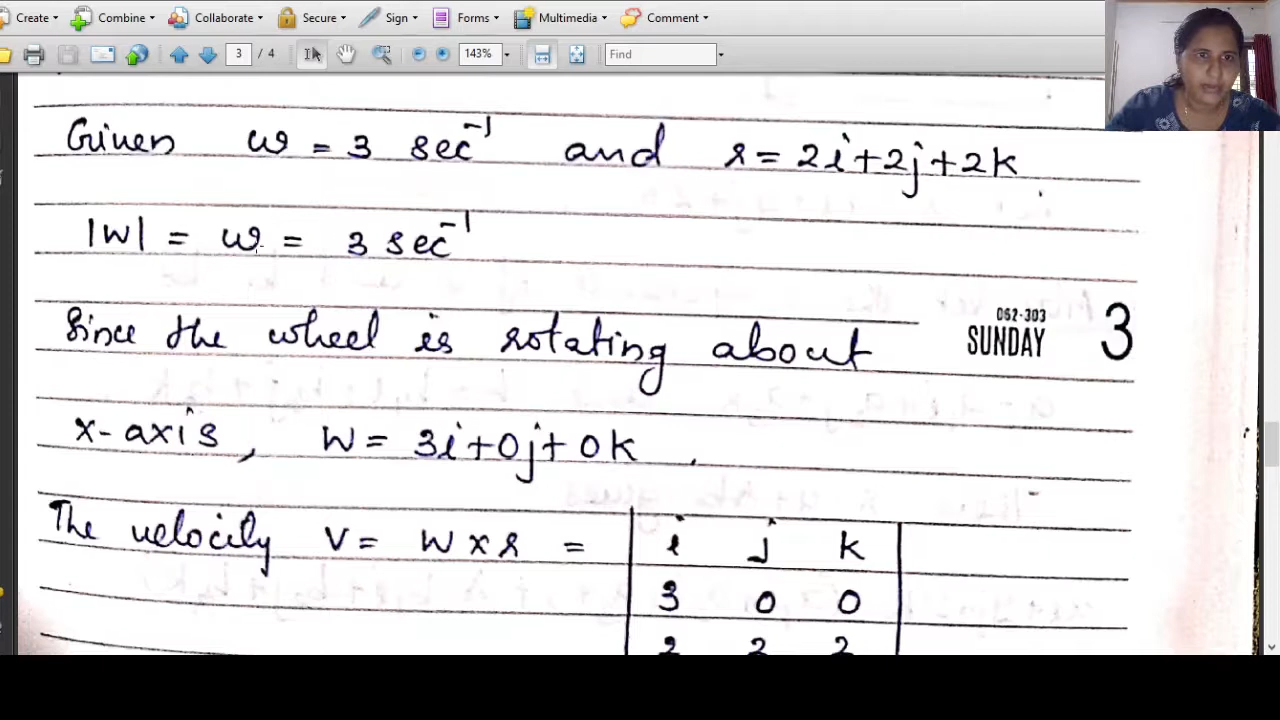 Create Combine Collaborate Secure Sign Forms Multimedia Comment
3 / 4 143% Find
Given ω = 3 sec⁻¹ and r = 2i+2j+2k
|W| = ω = 3 sec⁻¹
062-303
Since the wheel is rotating about SUNDAY 3
x-axis, W = 3i+0j+0k.
The velocity V = W x r = i j k
3 0 0
2 2 2